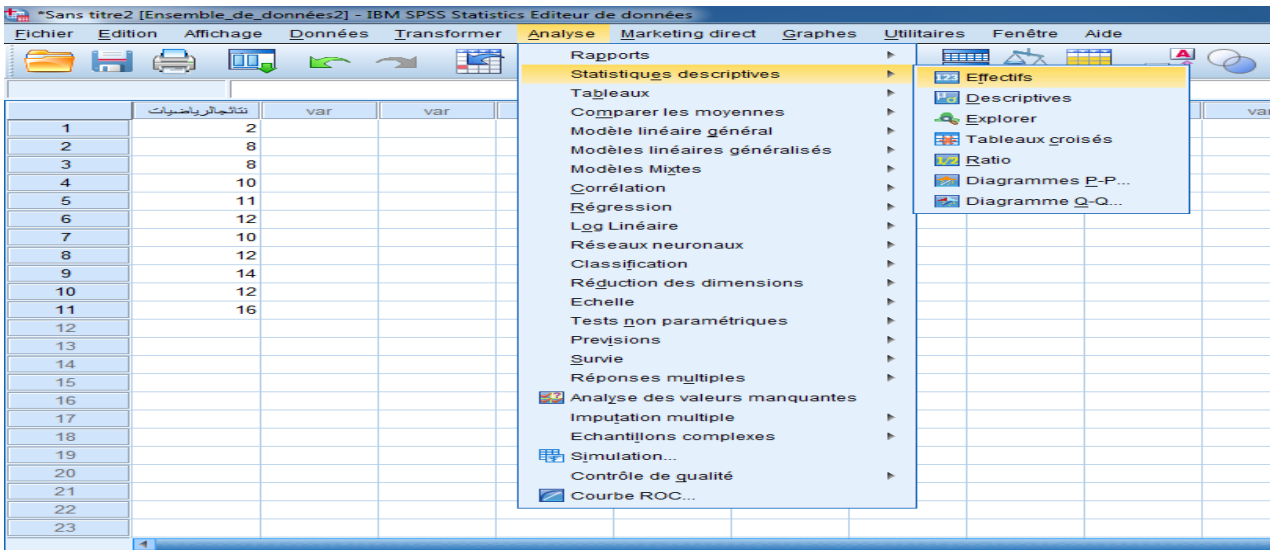 *Sans titre2 [Ensemble_de_données2] - IBM SPSS Statistics Editeur de données
Fichier Edition Affichage Données Transformer Analyse Marketing direct Graphes Utilitaires Fenêtre Aide
Rapports
Statistiques descriptives
Tableaux
Comparer les moyennes
Modèle linéaire général
Modèles linéaires généralisés
Modèles Mixtes
Corrélation
Régression
Log Linéaire
Réseaux neuronaux
Classification
Réduction des dimensions
Echelle
Tests non paramétriques
Previsions
Survie
Réponses multiples
Analyse des valeurs manquantes
Imputation multiple
Echantillons complexes
Simulation...
Contrôle de qualité
Courbe ROC...
Effectifs
Descriptives
Explorer
Tableaux croisés
Ratio
Diagrammes P-P...
Diagramme Q-Q...
نتائجالرياضيات var var var
1 2
2 8
3 8
4 10
5 11
6 12
7 10
8 12
9 14
10 12
11 16
12
13
14
15
16
17
18
19
20
21
22
23